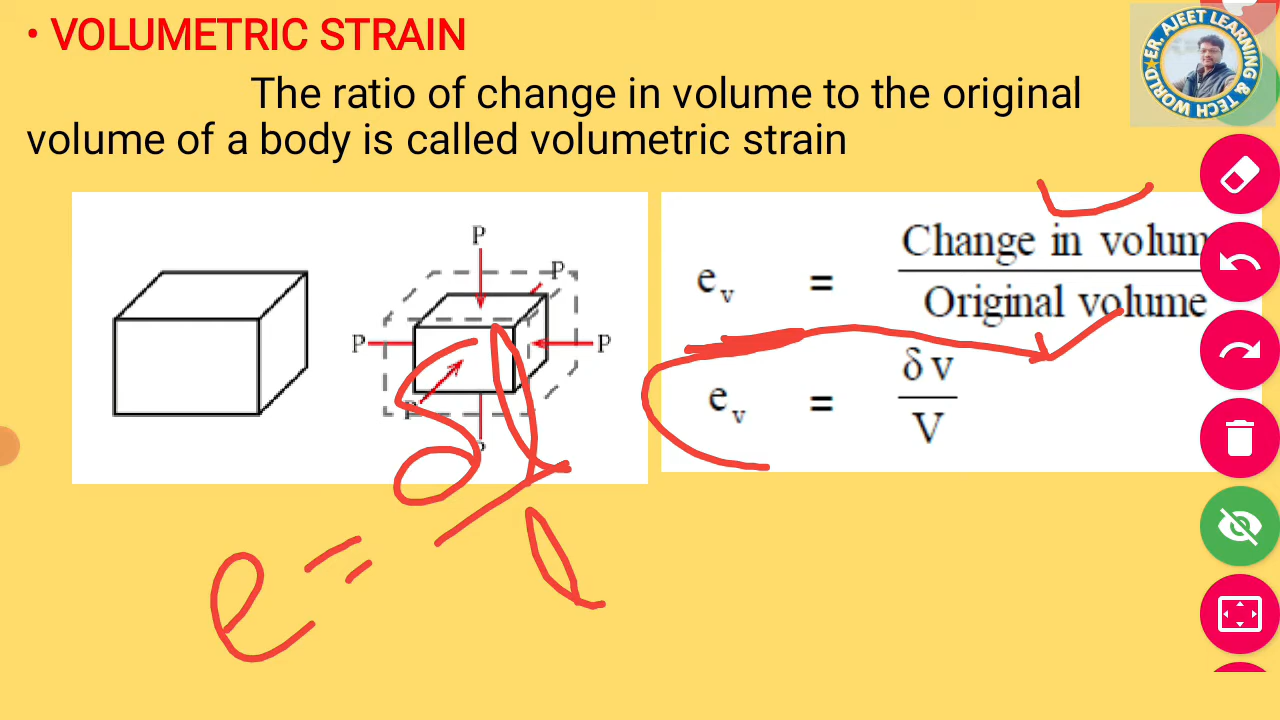 • VOLUMETRIC STRAIN
The ratio of change in volume to the original
volume of a body is called volumetric strain
ER. AJEET LEARNING & TECH WORLD
P
P
P
P
P
e_v = Change in volum / Original volume
e_v = δv / V
e = δl / l